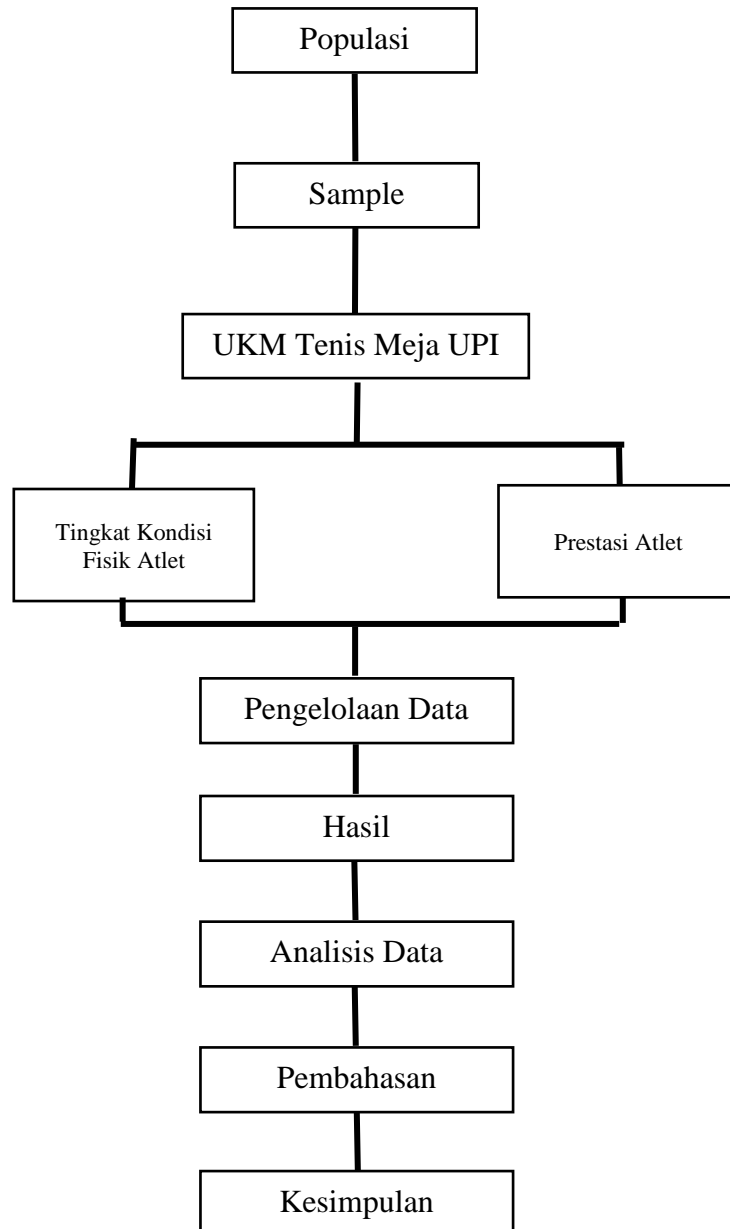 Populasi
Sample
UKM Tenis Meja UPI
Tingkat Kondisi
Fisik Atlet
Prestasi Atlet
Pengelolaan Data
Hasil
Analisis Data
Pembahasan
Kesimpulan